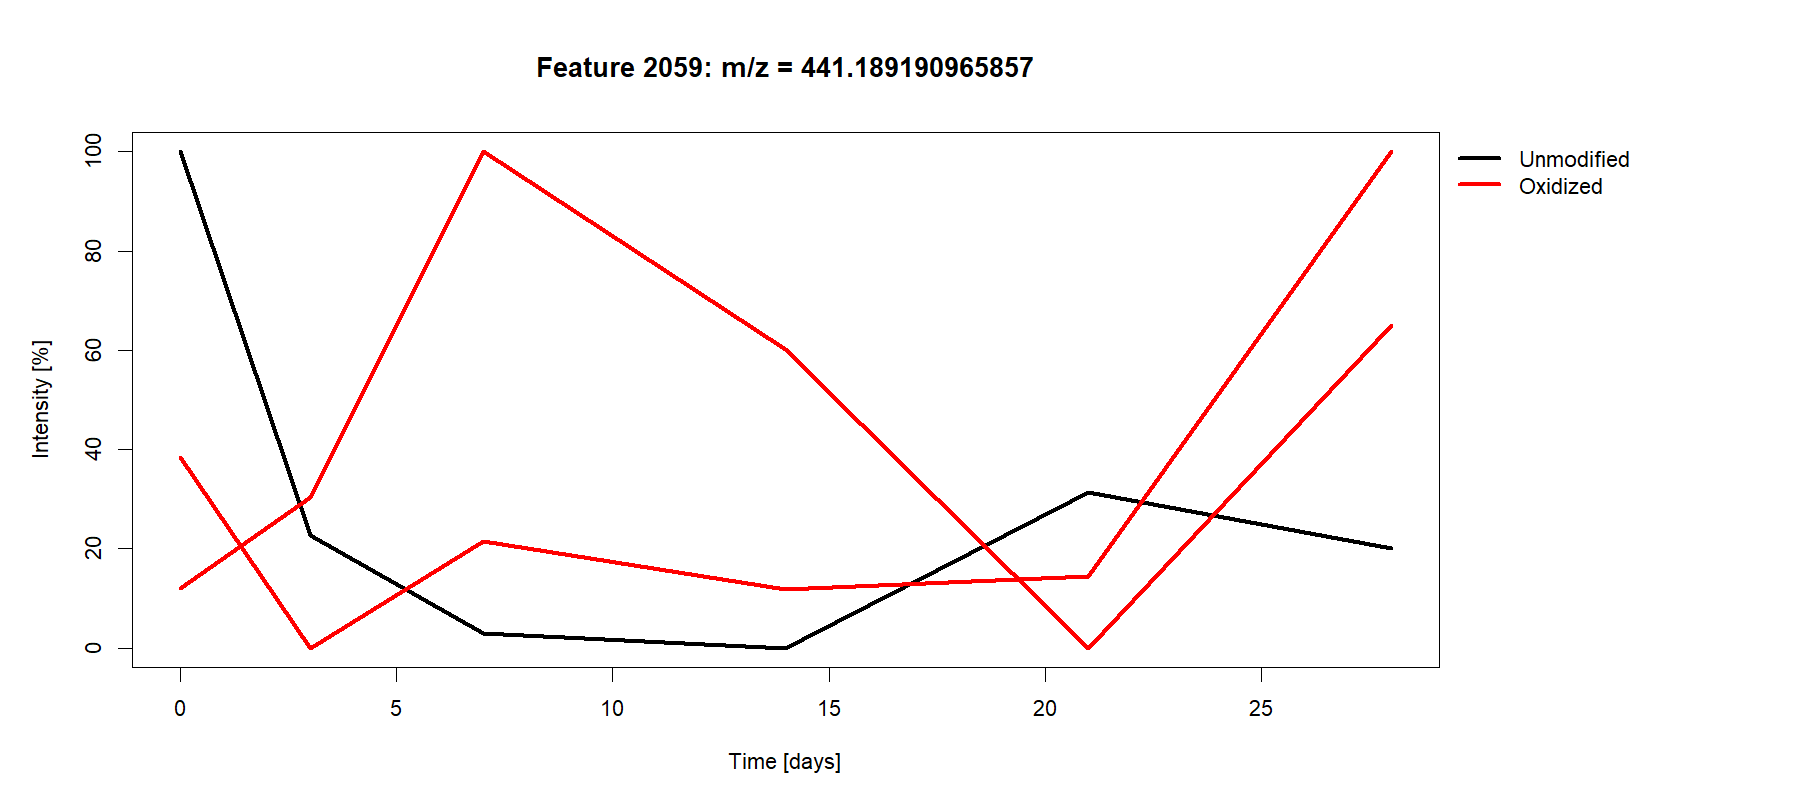 Feature 2059: m/z = 441.189190965857
Unmodified
Oxidized
Intensity [%]
100
80
60
40
20
0
0 5 10 15 20 25
Time [days]